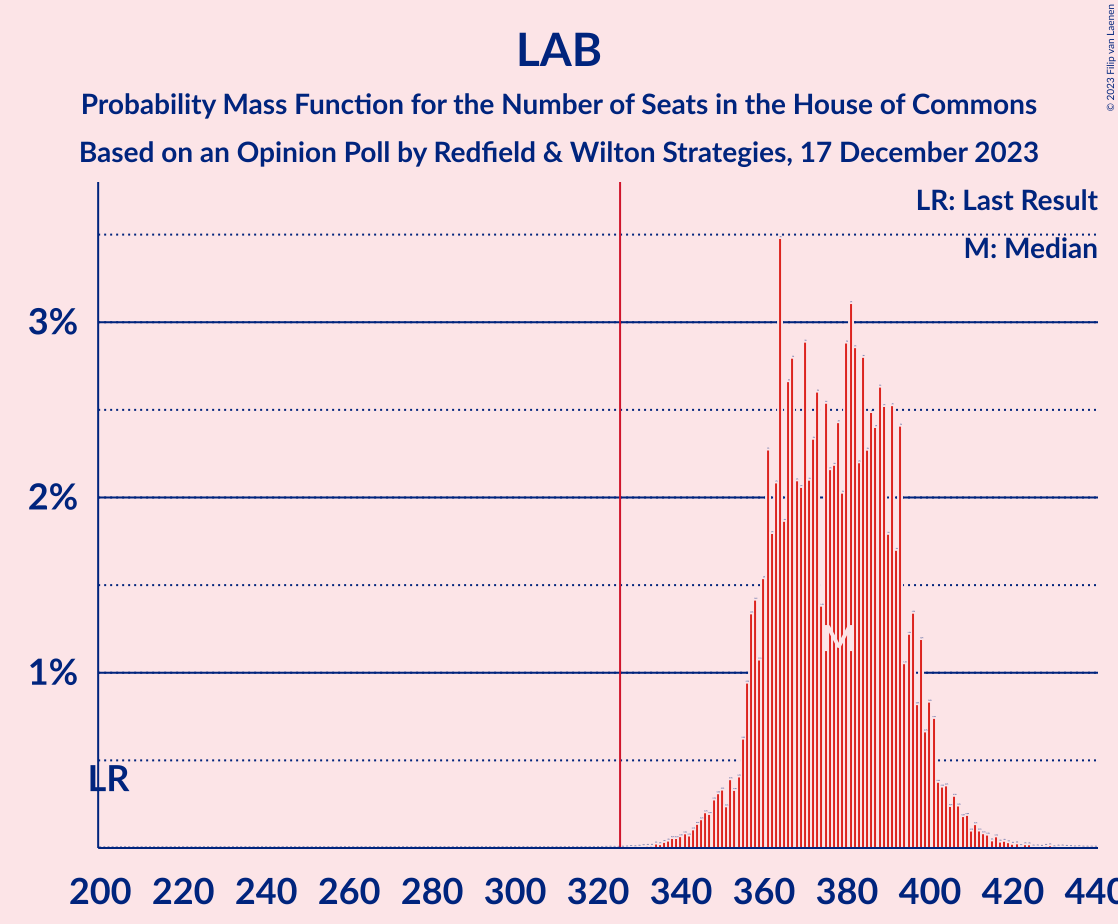 LAB
Probability Mass Function for the Number of Seats in the House of Commons
Based on an Opinion Poll by Redfield & Wilton Strategies, 17 December 2023
© 2023 Filip van Laenen
LR: Last Result
M: Median
3%
2%
1%
M
LR
200 220 240 260 280 300 320 340 360 380 400 420 440